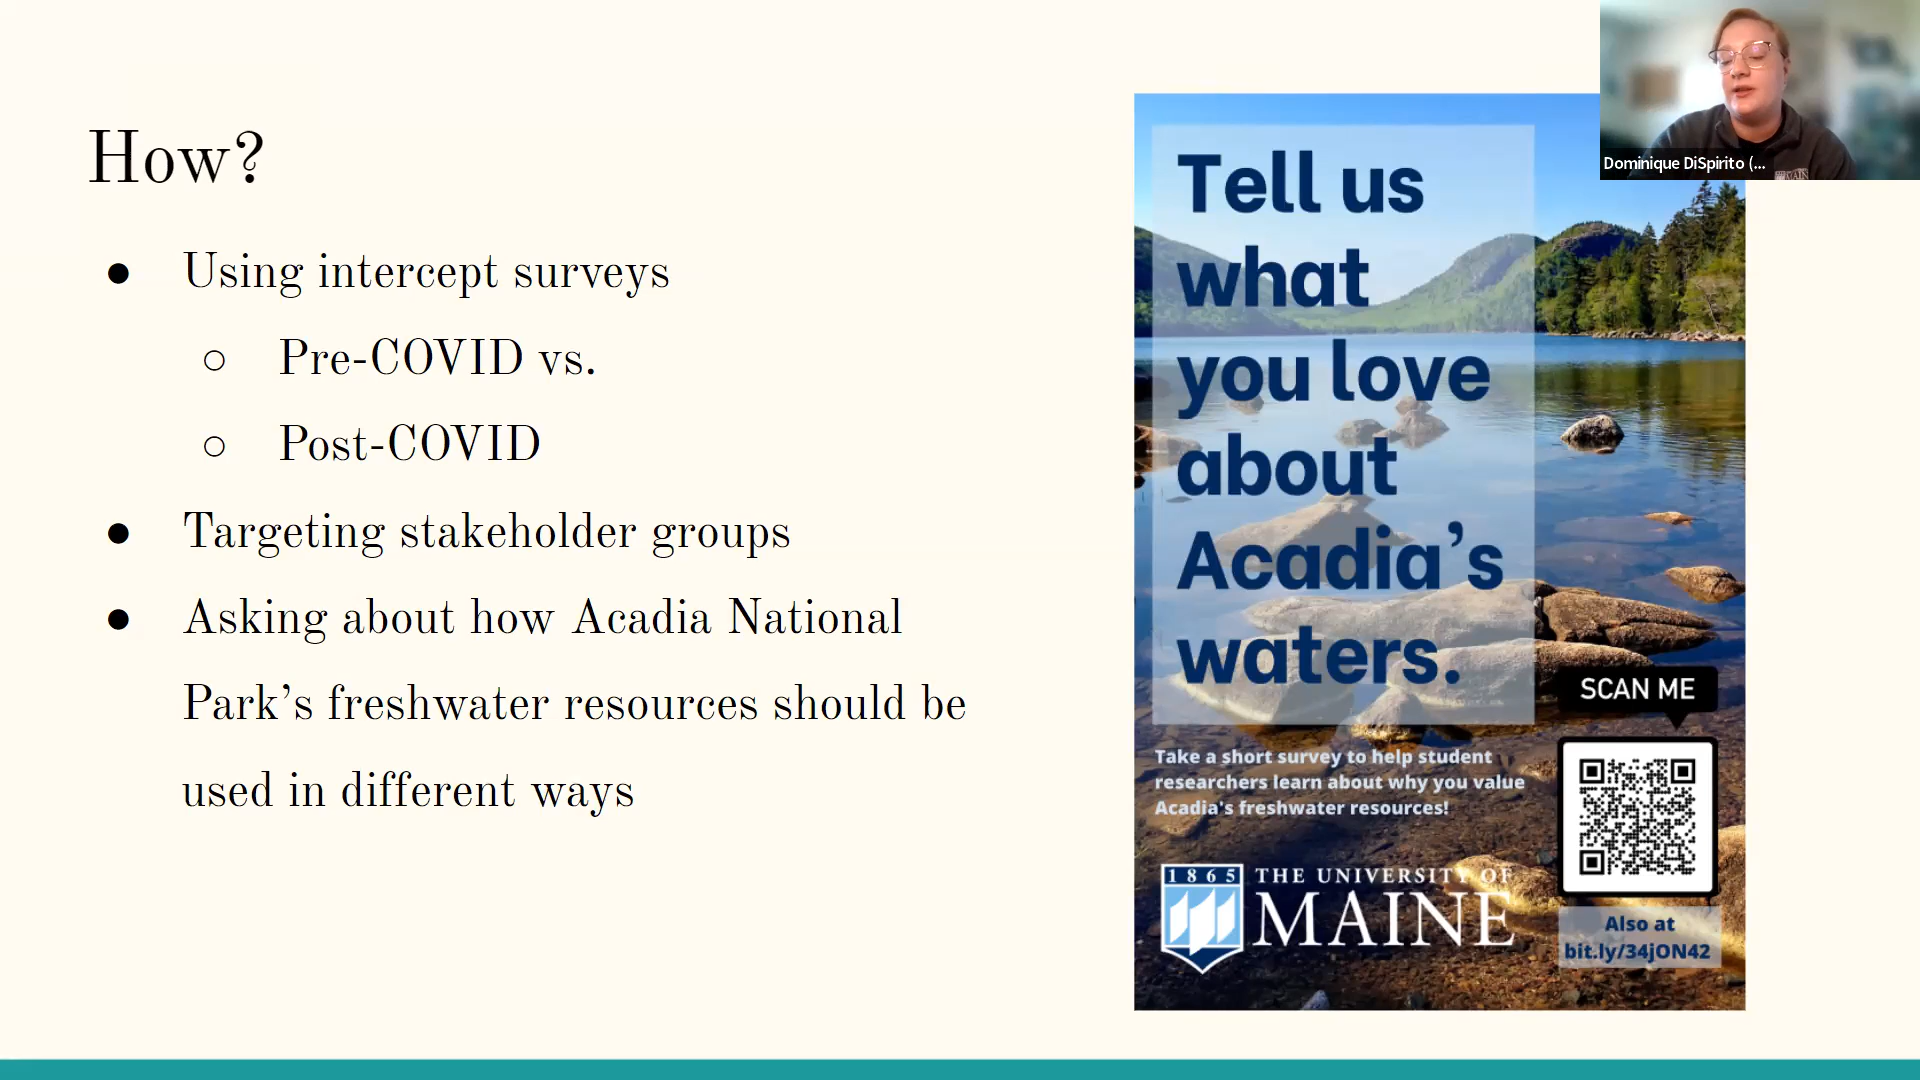 How?
● Using intercept surveys
○ Pre-COVID vs.
○ Post-COVID
● Targeting stakeholder groups
● Asking about how Acadia National
Park’s freshwater resources should be
used in different ways
Tell us
what
you love
about
Acadia’s
waters.
SCAN ME
Take a short survey to help student
researchers learn about why you value
Acadia's freshwater resources!
1865
THE UNIVERSITY OF
MAINE
Also at
bit.ly/34jON42
Dominique DiSpirito (...
MAINE